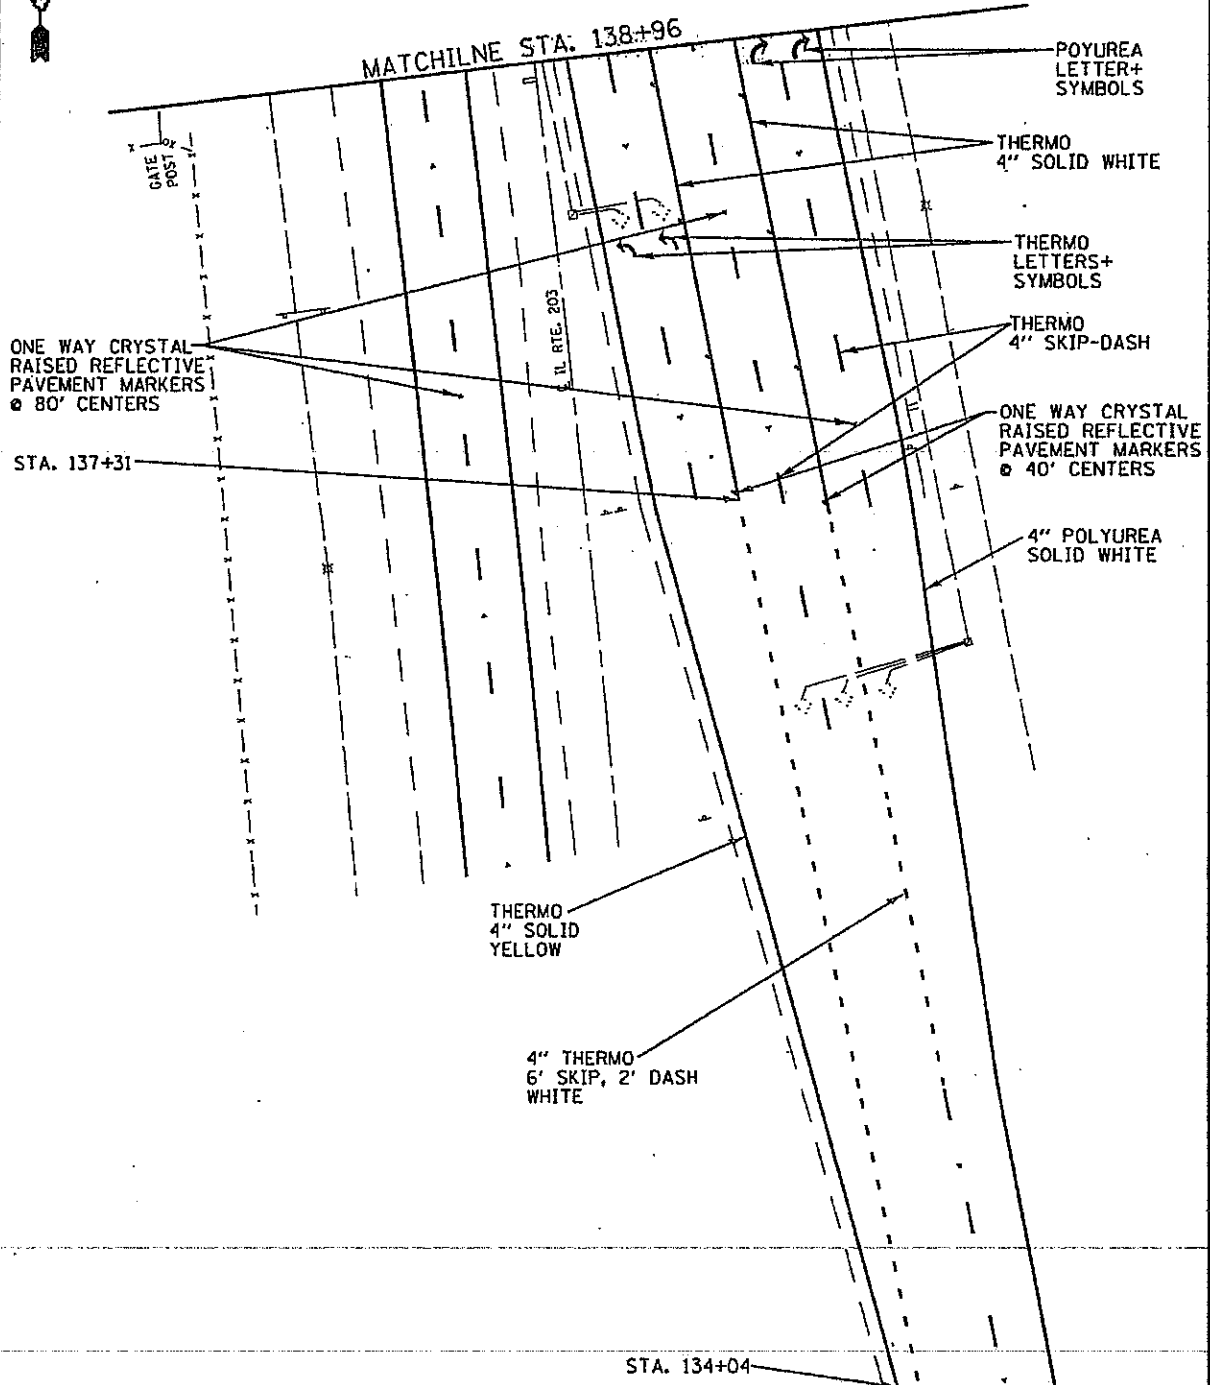 MATCHILNE STA. 138+96
POYUREA
LETTER+
SYMBOLS
THERMO
4" SOLID WHITE
GATE
POST
THERMO
LETTERS+
SYMBOLS
IL RTE. 203
THERMO
4" SKIP-DASH
ONE WAY CRYSTAL
RAISED REFLECTIVE
PAVEMENT MARKERS
@ 80' CENTERS
ONE WAY CRYSTAL
RAISED REFLECTIVE
PAVEMENT MARKERS
@ 40' CENTERS
STA. 137+31
4" POLYUREA
SOLID WHITE
THERMO
4" SOLID
YELLOW
4" THERMO
6' SKIP, 2' DASH
WHITE
STA. 134+04